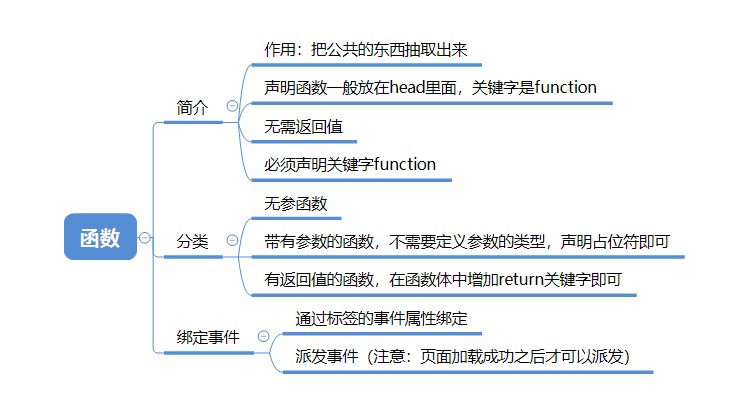 函数
简介
作用：把公共的东西抽取出来
声明函数一般放在head里面，关键字是function
无需返回值
必须声明关键字function
分类
无参函数
带有参数的函数，不需要定义参数的类型，声明占位符即可
有返回值的函数，在函数体中增加return关键字即可
绑定事件
通过标签的事件属性绑定
派发事件（注意：页面加载成功之后才可以派发）